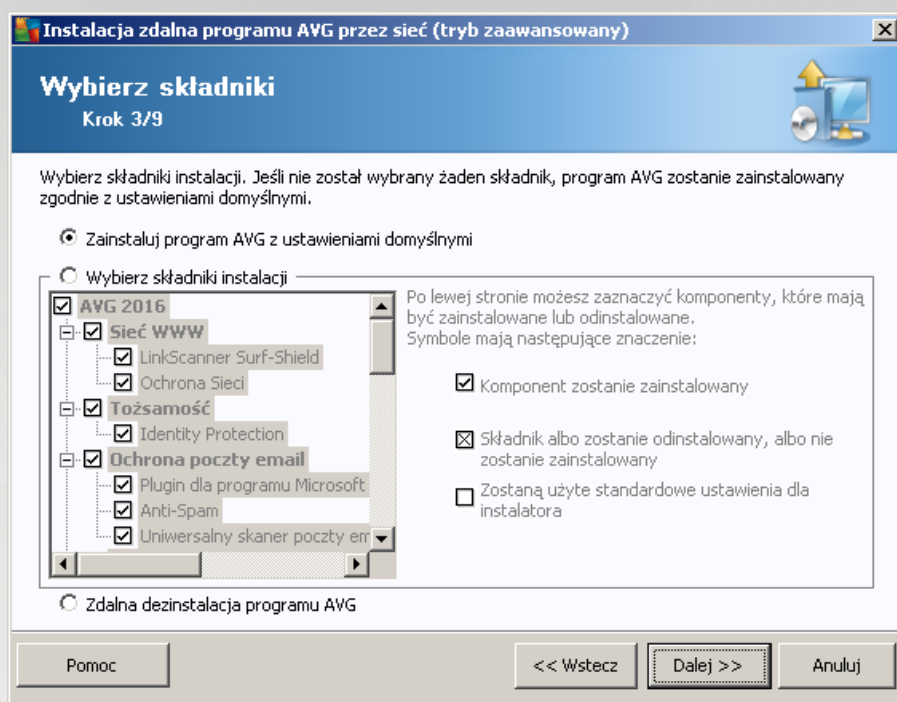 Instalacja zdalna programu AVG przez sieć (tryb zaawansowany)
Wybierz składniki
Krok 3/9
Wybierz składniki instalacji. Jeśli nie został wybrany żaden składnik, program AVG zostanie zainstalowany
zgodnie z ustawieniami domyślnymi.
Zainstaluj program AVG z ustawieniami domyślnymi
Wybierz składniki instalacji
AVG 2016
Sieć WWW
LinkScanner Surf-Shield
Ochrona Sieci
Tożsamość
Identity Protection
Ochrona poczty email
Plugin dla programu Microsoft
Anti-Spam
Uniwersalny skaner poczty em
Po lewej stronie możesz zaznaczyć komponenty, które mają
być zainstalowane lub odinstalowane.
Symbole mają następujące znaczenie:
Komponent zostanie zainstalowany
Składnik albo zostanie odinstalowany, albo nie
zostanie zainstalowany
Zostaną użyte standardowe ustawienia dla
instalatora
Zdalna dezinstalacja programu AVG
Pomoc
<< Wstecz
Dalej >>
Anuluj